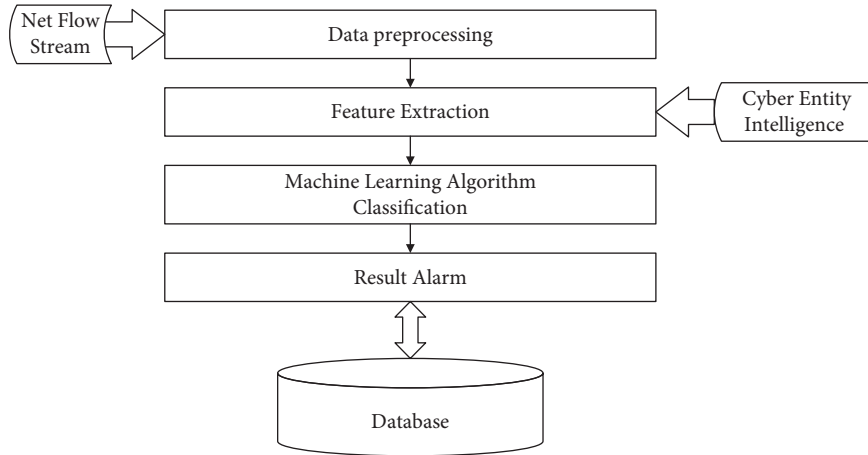 Net Flow
Stream
Data preprocessing
Feature Extraction
Cyber Entity
Intelligence
Machine Learning Algorithm
Classification
Result Alarm
Database